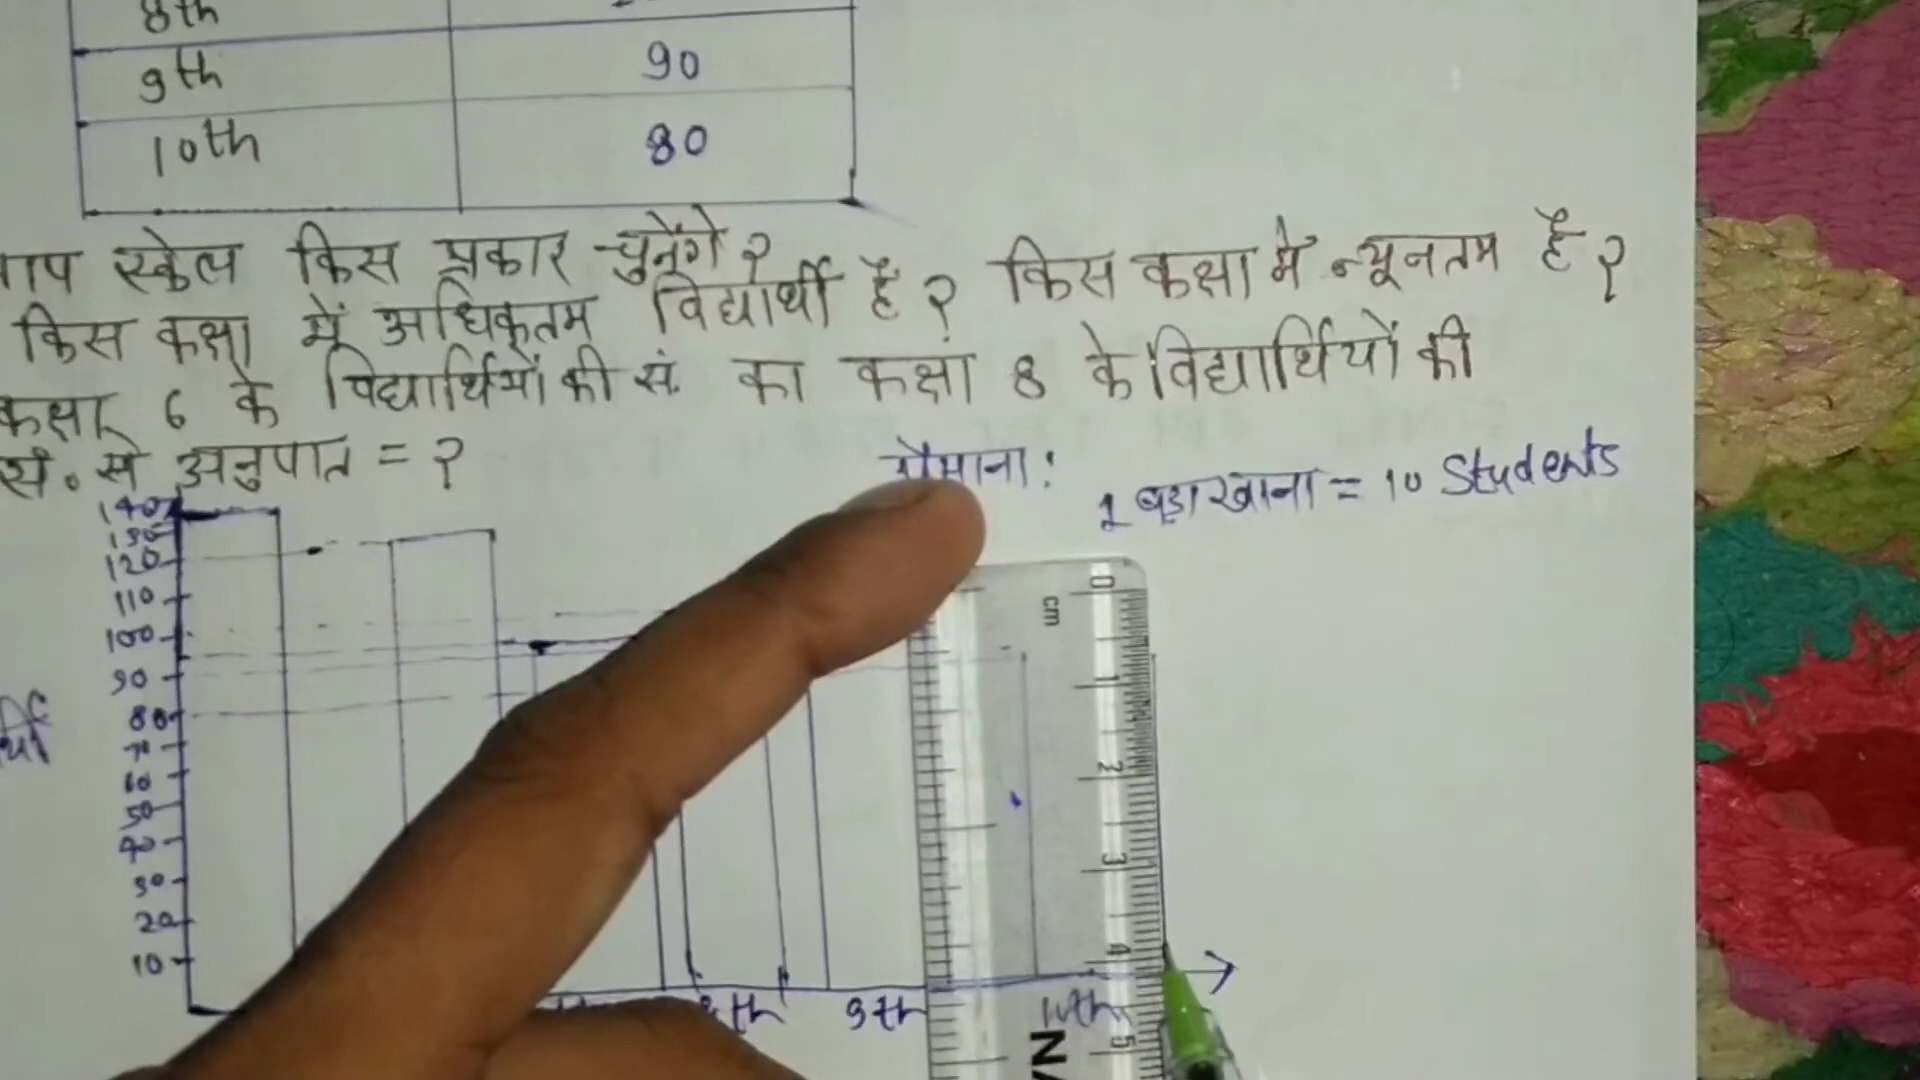 8th
9th 90
10th 80
स्केल किस प्रकार चुनेंगे ?
किस कक्षा में अधिकतम विद्यार्थी है ? किस कक्षा मे न्यूनतम है ?
कक्षा 6 के विद्यार्थियों की सं. का कक्षा 8 के विद्यार्थियों की
सं. से अनुपात = ?
पैमाना :
1 बड़ा खाना = 10 Students
140
130
120
110
100
90
80
70
60
50
40
30
20
10
9th 10th
0
cm
1
2
3
4
5